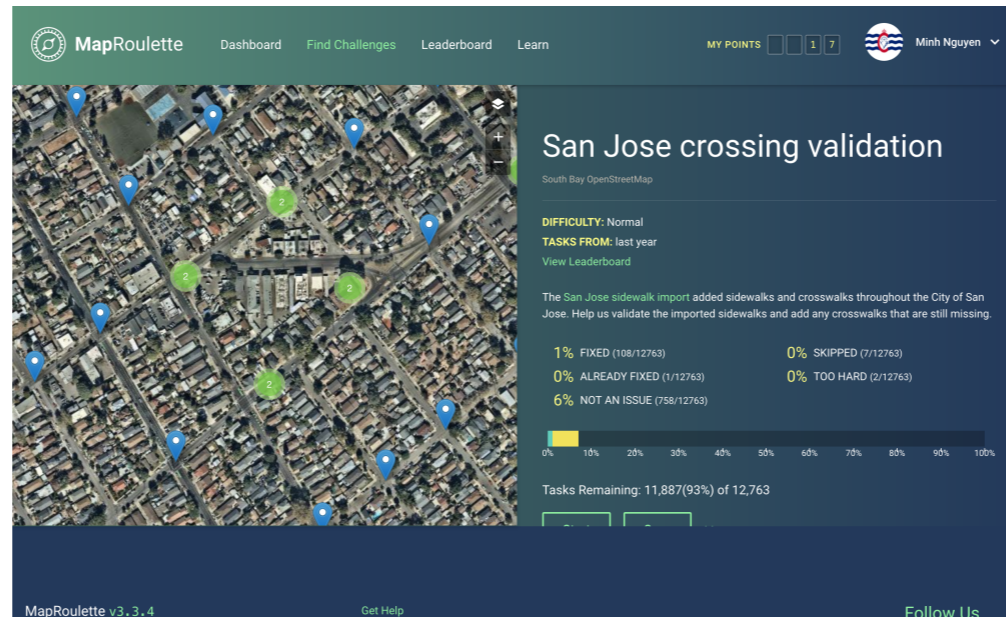 MapRoulette
Dashboard
Find Challenges
Leaderboard
Learn
MY POINTS 1 7
Minh Nguyen
2
2
2
2
+
−
San Jose crossing validation
South Bay OpenStreetMap
DIFFICULTY: Normal
TASKS FROM: last year
View Leaderboard
The San Jose sidewalk import added sidewalks and crosswalks throughout the City of San
Jose. Help us validate the imported sidewalks and add any crosswalks that are still missing.
1% FIXED (108/12763)
0% SKIPPED (7/12763)
0% ALREADY FIXED (1/12763)
0% TOO HARD (2/12763)
6% NOT AN ISSUE (758/12763)
0% 10% 20% 30% 40% 50% 60% 70% 80% 90% 100%
Tasks Remaining: 11,887(93%) of 12,763
MapRoulette v3.3.4
Get Help
Follow Us